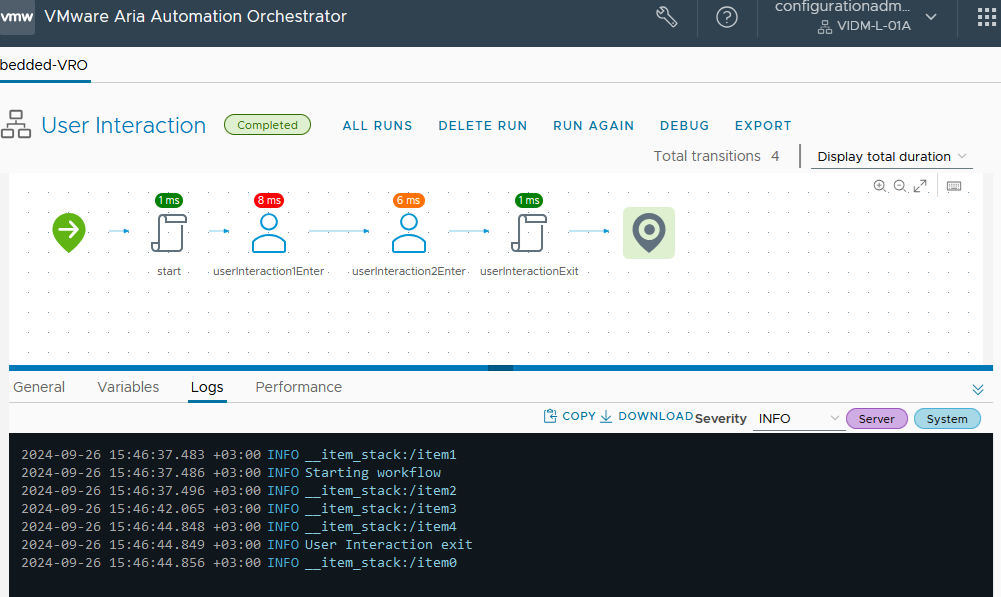 vmw VMware Aria Automation Orchestrator configurationadm...
VIDM-L-01A
bedded-VRO
User Interaction Completed ALL RUNS DELETE RUN RUN AGAIN DEBUG EXPORT
Total transitions 4 Display total duration
1 ms 8 ms 6 ms 1 ms
start userInteraction1Enter userInteraction2Enter userInteractionExit
General Variables Logs Performance
COPY DOWNLOAD Severity INFO Server System
2024-09-26 15:46:37.483 +03:00 INFO __item_stack:/item1
2024-09-26 15:46:37.486 +03:00 INFO Starting workflow
2024-09-26 15:46:37.496 +03:00 INFO __item_stack:/item2
2024-09-26 15:46:42.065 +03:00 INFO __item_stack:/item3
2024-09-26 15:46:44.848 +03:00 INFO __item_stack:/item4
2024-09-26 15:46:44.849 +03:00 INFO User Interaction exit
2024-09-26 15:46:44.856 +03:00 INFO __item_stack:/item0